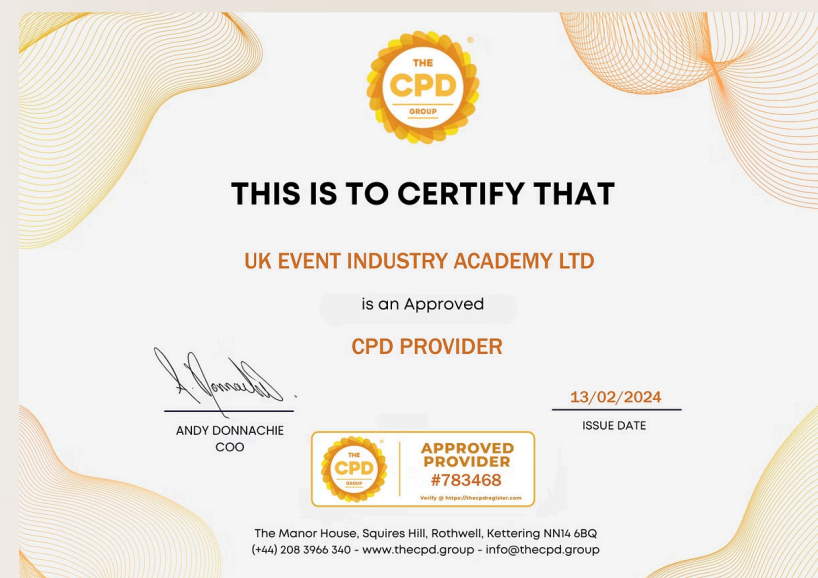 THE
CPD
GROUP
THIS IS TO CERTIFY THAT
UK EVENT INDUSTRY ACADEMY LTD
is an Approved
CPD PROVIDER
A. Donnachie
ANDY DONNACHIE
COO
13/02/2024
ISSUE DATE
THE
CPD
GROUP
APPROVED
PROVIDER
#783468
Verify @ https://thecpdregister.com
The Manor House, Squires Hill, Rothwell, Kettering NN14 6BQ
(+44) 208 3966 340 - www.thecpd.group - info@thecpd.group